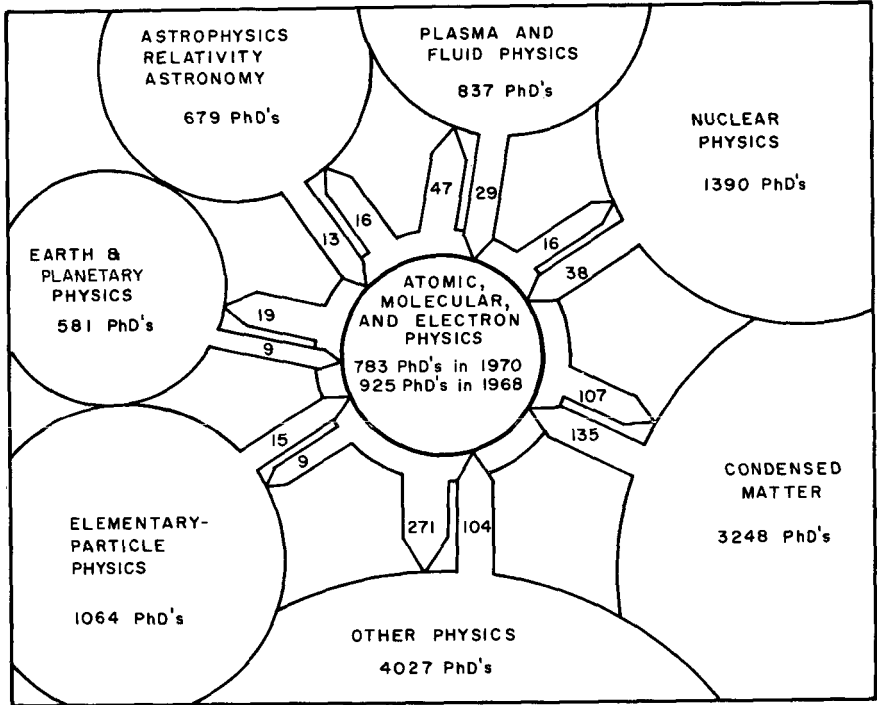 ASTROPHYSICS
RELATIVITY
ASTRONOMY
679 PhD's
PLASMA AND
FLUID PHYSICS
837 PhD's
NUCLEAR
PHYSICS
1390 PhD's
47
29
16
13
16
38
EARTH &
PLANETARY
PHYSICS
581 PhD's
19
9
ATOMIC,
MOLECULAR,
AND ELECTRON
PHYSICS
783 PhD's in 1970
925 PhD's in 1968
107
135
15
9
271
104
CONDENSED
MATTER
3248 PhD's
ELEMENTARY-
PARTICLE
PHYSICS
1064 PhD's
OTHER PHYSICS
4027 PhD's